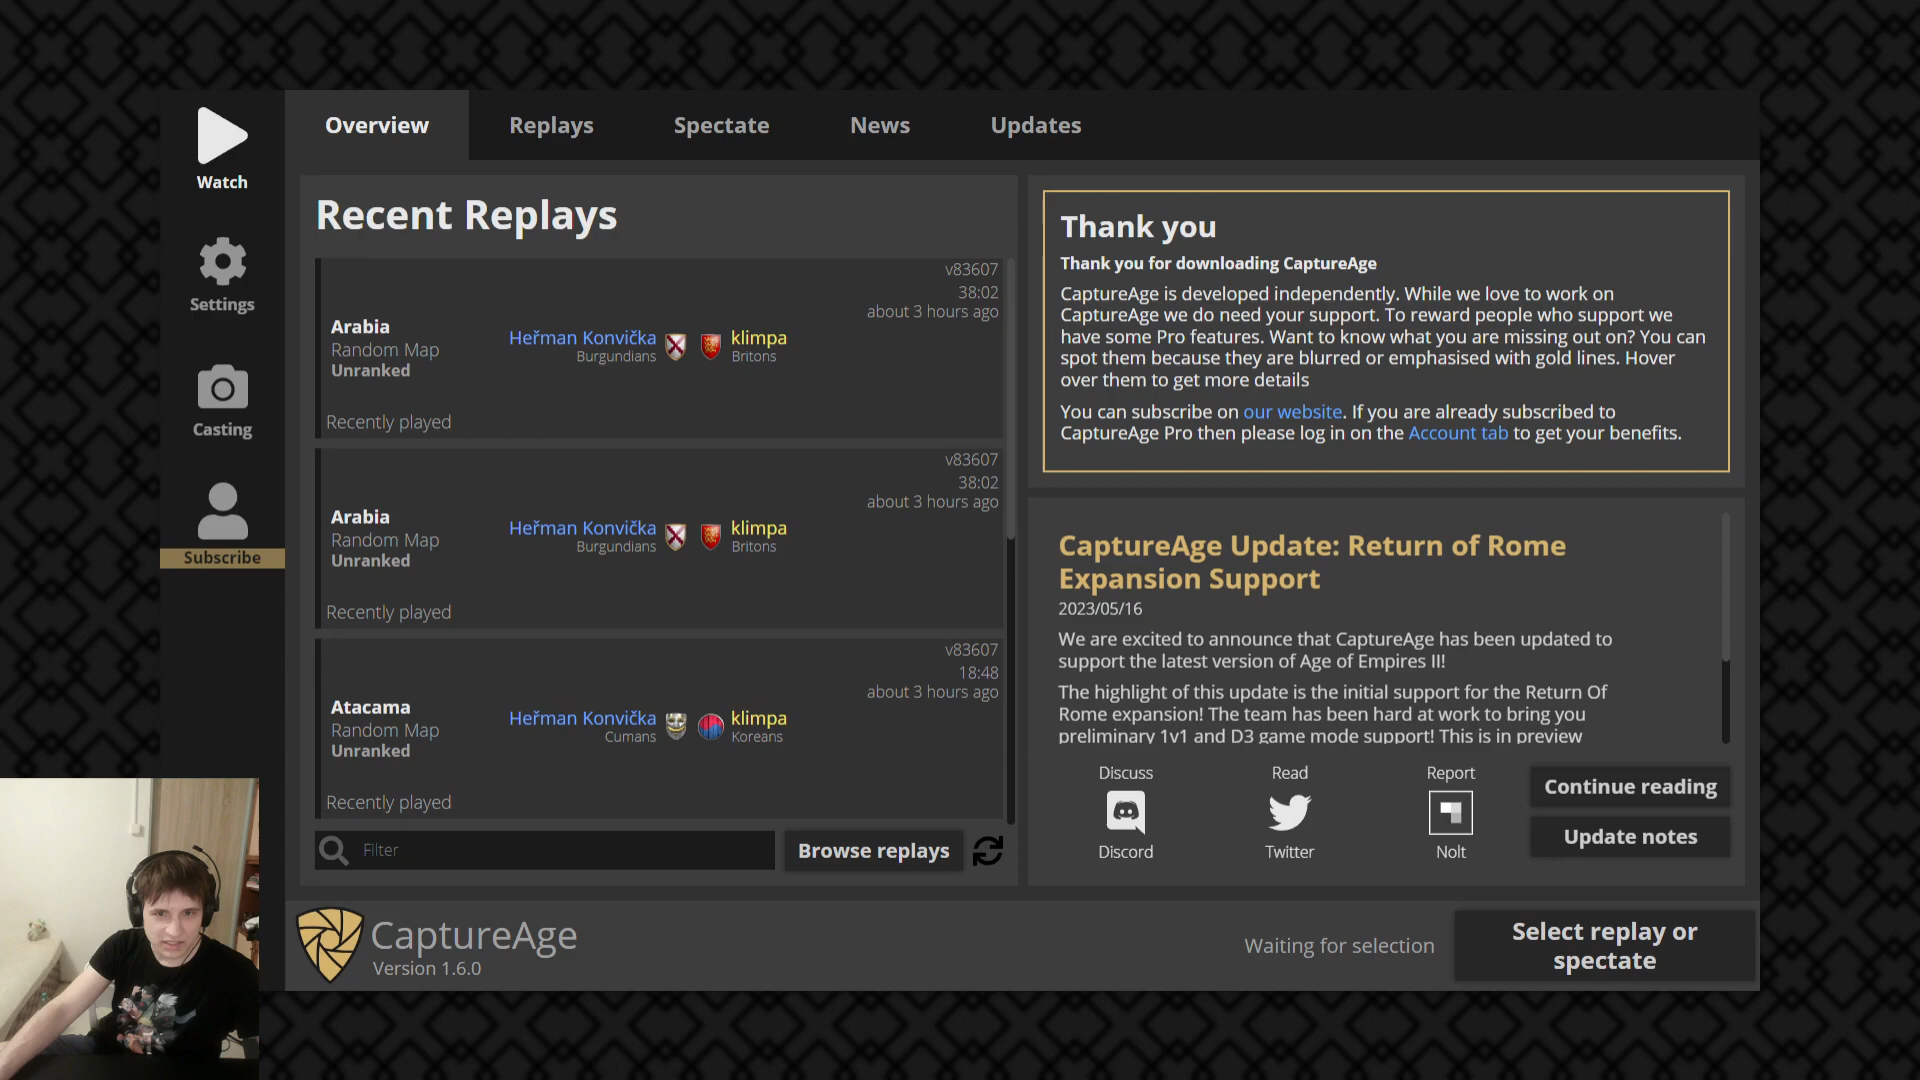 Watch
Settings
Casting
Subscribe
Overview
Replays
Spectate
News
Updates
Recent Replays
v83607
38:02
about 3 hours ago
Arabia
Random Map
Unranked
Heřman Konvička
Burgundians
klimpa
Britons
Recently played
v83607
38:02
about 3 hours ago
Arabia
Random Map
Unranked
Heřman Konvička
Burgundians
klimpa
Britons
Recently played
v83607
18:48
about 3 hours ago
Atacama
Random Map
Unranked
Heřman Konvička
Cumans
klimpa
Koreans
Recently played
Filter
Browse replays
Thank you
Thank you for downloading CaptureAge
CaptureAge is developed independently. While we love to work on
CaptureAge we do need your support. To reward people who support we
have some Pro features. Want to know what you are missing out on? You can
spot them because they are blurred or emphasised with gold lines. Hover
over them to get more details
You can subscribe on our website. If you are already subscribed to
CaptureAge Pro then please log in on the Account tab to get your benefits.
CaptureAge Update: Return of Rome
Expansion Support
2023/05/16
We are excited to announce that CaptureAge has been updated to
support the latest version of Age of Empires II!
The highlight of this update is the initial support for the Return Of
Rome expansion! The team has been hard at work to bring you
preliminary 1v1 and D3 game mode support! This is in preview
Discuss
Discord
Read
Twitter
Report
Nolt
Continue reading
Update notes
CaptureAge
Version 1.6.0
Waiting for selection
Select replay or
spectate